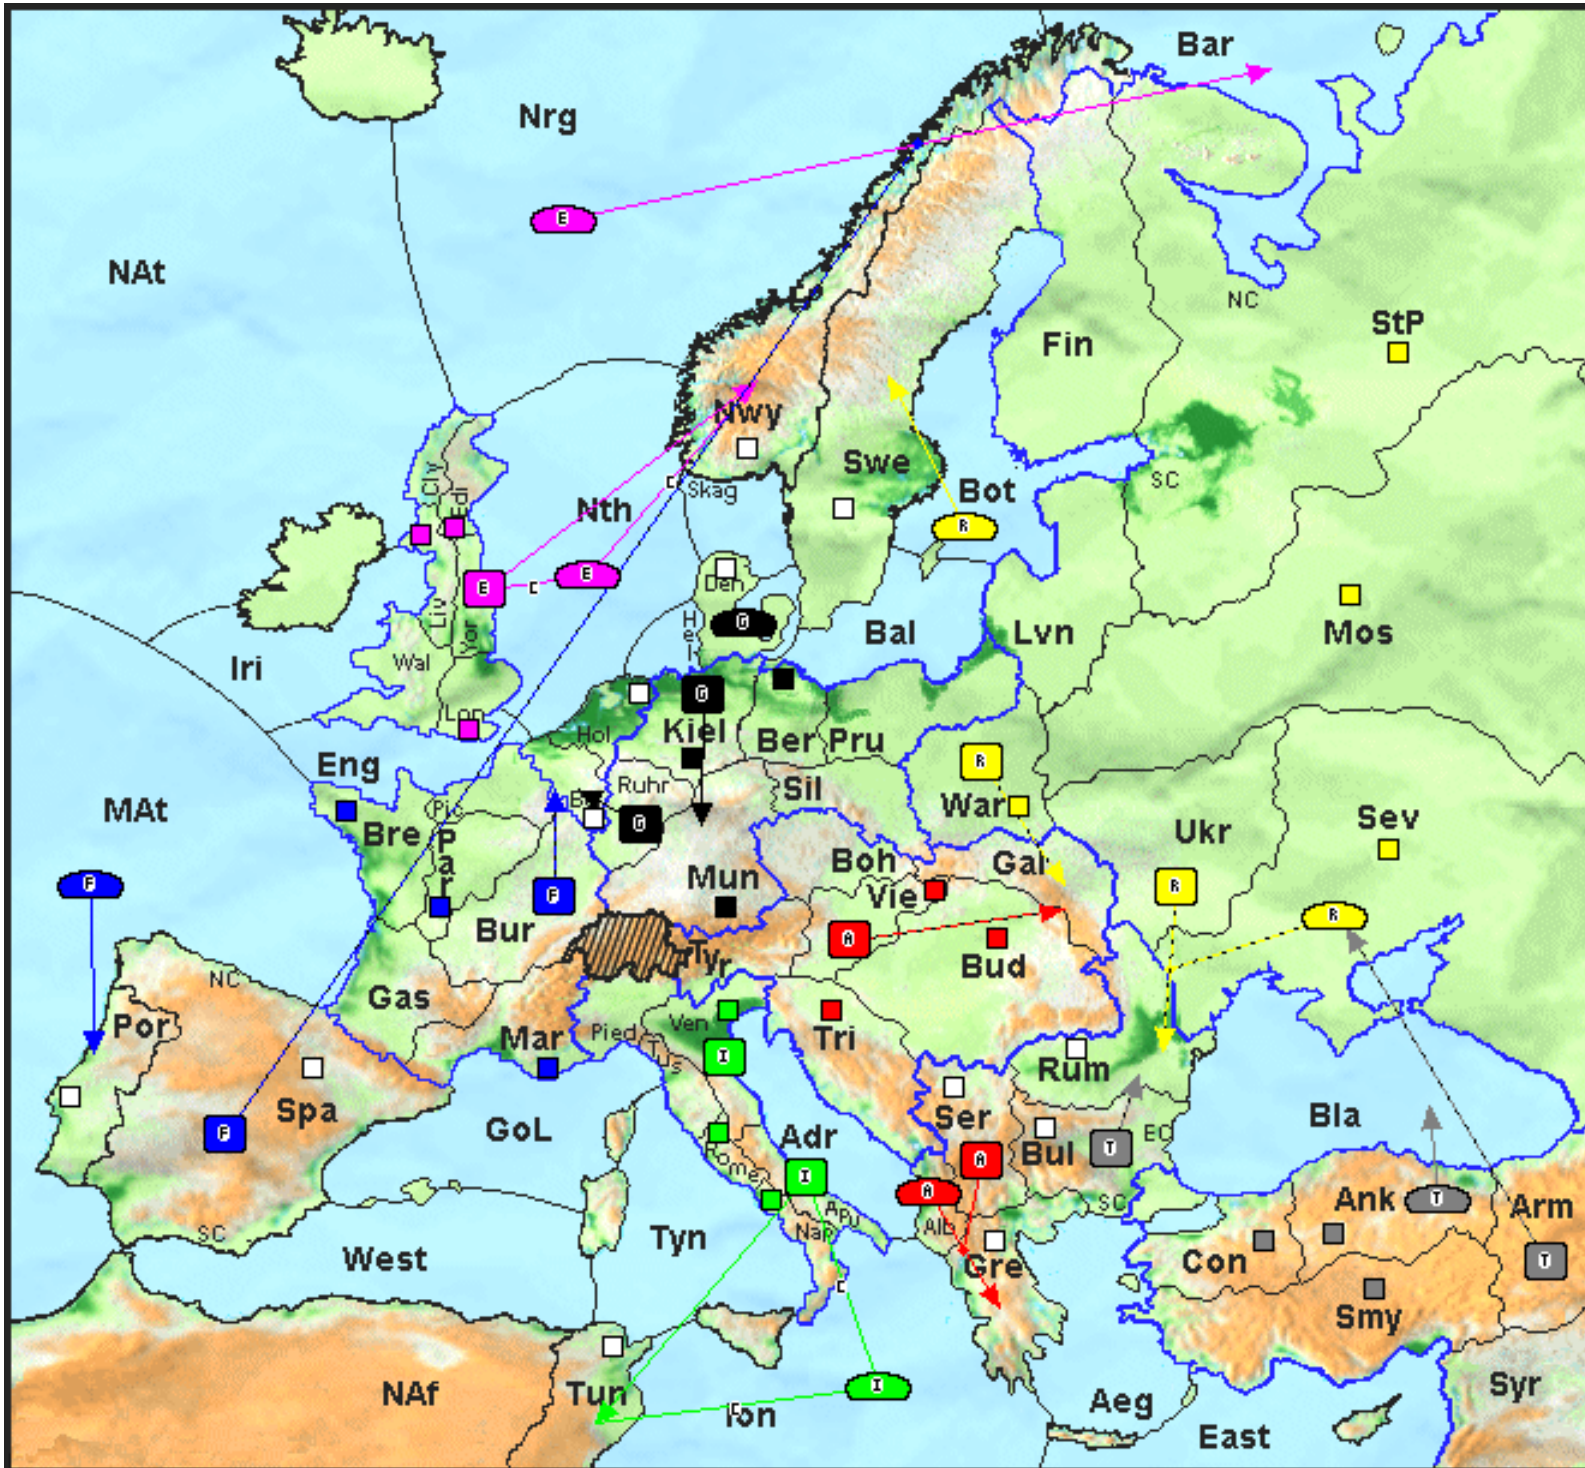 Bar
Nrg
E
NAt
NC
StP
Fin
Nwy
Swe
SC
Cly
Edi
C
Skag
Nth
Bot
R
E
C
E
Den
G
Hel
Bal
Lvn
Mos
Liv
Yor
Wal
Iri
Lon
G
Kiel
Hol
Ber
Pru
Eng
Ruhr
Sil
R
War
MAt
Pic
Bre
Par
G
Ukr
Sev
Boh
Gal
F
F
Mun
Vie
R
R
Bur
A
Bud
Tyr
NC
Gas
Por
Mar
Pied
Ven
Tus
I
Tri
Rum
Spa
F
GoL
Rome
Adr
Ser
Bul
T
EC
Bla
A
I
A
SC
Ank
T
Arm
SC
West
Tyn
Nap
Apu
Alb
Gre
Con
T
C
Smy
NAf
Tun
C
Ion
I
Aeg
East
Syr